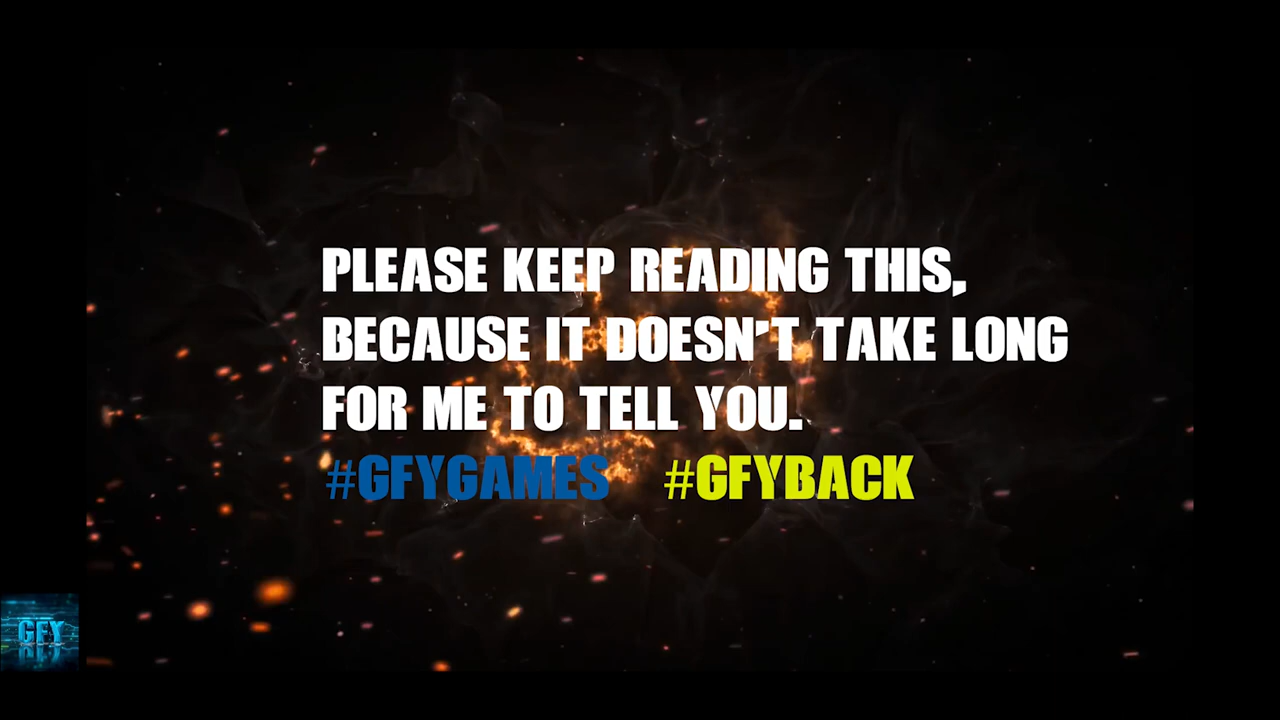 PLEASE KEEP READING THIS,
BECAUSE IT DOESN'T TAKE LONG
FOR ME TO TELL YOU.
#GFYGAMES #GFYBACK
GFY